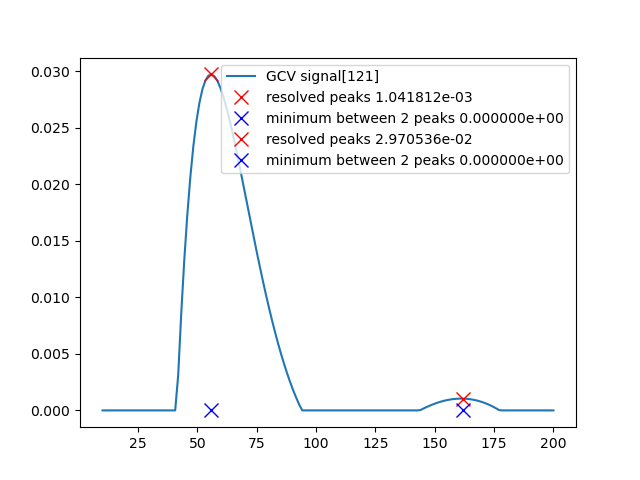 GCV signal[121]
resolved peaks 1.041812e-03
minimum between 2 peaks 0.000000e+00
resolved peaks 2.970536e-02
minimum between 2 peaks 0.000000e+00
0.030
0.025
0.020
0.015
0.010
0.005
0.000
25 50 75 100 125 150 175 200